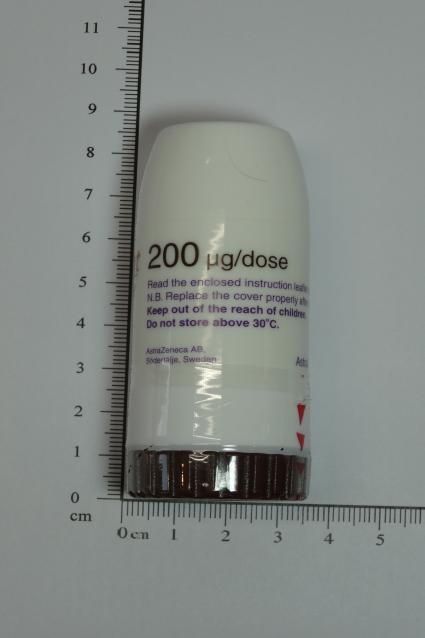 11
10
9
8
7
6
5
4
3
2
1
0
cm
200 µg/dose
Read the enclosed instruction
N.B. Replace the cover properly
Keep out of the reach of children.
Do not store above 30°C.
AstraZeneca AB,
Södertälje, Sweden
0 cm 1 2 3 4 5